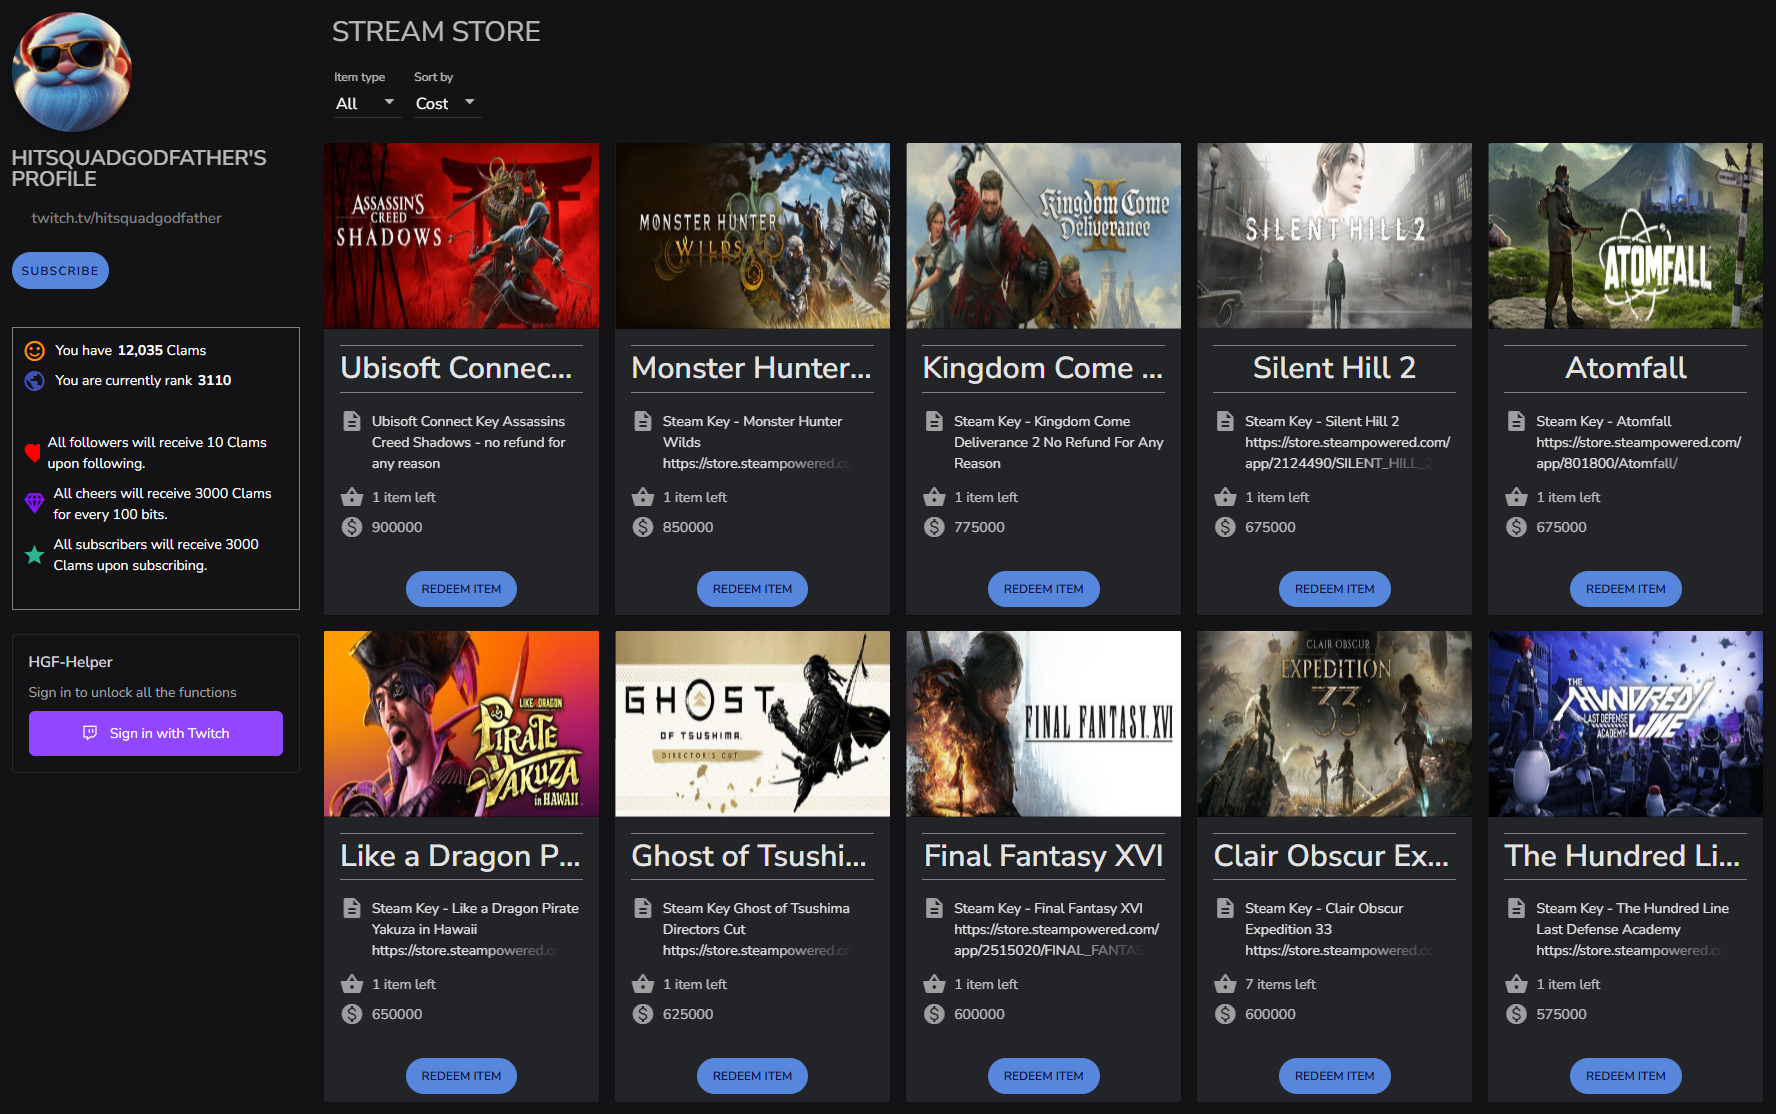 HITSQUADGODFATHER'S
PROFILE
twitch.tv/hitsquadgodfather
SUBSCRIBE
You have 12,035 Clams
You are currently rank 3110
All followers will receive 10 Clams
upon following.
All cheers will receive 3000 Clams
for every 100 bits.
All subscribers will receive 3000
Clams upon subscribing.
HGF-Helper
Sign in to unlock all the functions
Sign in with Twitch
STREAM STORE
Item type
All
Sort by
Cost
ASSASSIN'S
CREED
SHADOWS
Ubisoft Connec...
Ubisoft Connect Key Assassins
Creed Shadows - no refund for
any reason
1 item left
900000
REDEEM ITEM
MONSTER HUNTER
WILDS
Monster Hunter...
Steam Key - Monster Hunter
Wilds
https://store.steampowered.co
1 item left
850000
REDEEM ITEM
Kingdom Come
Deliverance
II
Kingdom Come ...
Steam Key - Kingdom Come
Deliverance 2 No Refund For Any
Reason
1 item left
775000
REDEEM ITEM
SILENT HILL 2
Silent Hill 2
Steam Key - Silent Hill 2
https://store.steampowered.com/
app/2124490/SILENT_HILL_2
1 item left
675000
REDEEM ITEM
ATOMFALL
Atomfall
Steam Key - Atomfall
https://store.steampowered.com/
app/801800/Atomfall/
1 item left
675000
REDEEM ITEM
LIKE A DRAGON
PIRATE
YAKUZA
IN HAWAII
Like a Dragon P...
Steam Key - Like a Dragon Pirate
Yakuza in Hawaii
https://store.steampowered.co
1 item left
650000
REDEEM ITEM
GHOST
OF TSUSHIMA
DIRECTOR'S CUT
Ghost of Tsushi...
Steam Key Ghost of Tsushima
Directors Cut
https://store.steampowered.co
1 item left
625000
REDEEM ITEM
FINAL FANTASY XVI
Final Fantasy XVI
Steam Key - Final Fantasy XVI
https://store.steampowered.com/
app/2515020/FINAL_FANTAS
1 item left
600000
REDEEM ITEM
CLAIR OBSCUR
EXPEDITION
33
Clair Obscur Ex...
Steam Key - Clair Obscur
Expedition 33
https://store.steampowered.co
7 items left
600000
REDEEM ITEM
THE
HUNDRED
LAST DEFENSE
ACADEMY
LINE
The Hundred Li...
Steam Key - The Hundred Line
Last Defense Academy
https://store.steampowered.co
1 item left
575000
REDEEM ITEM